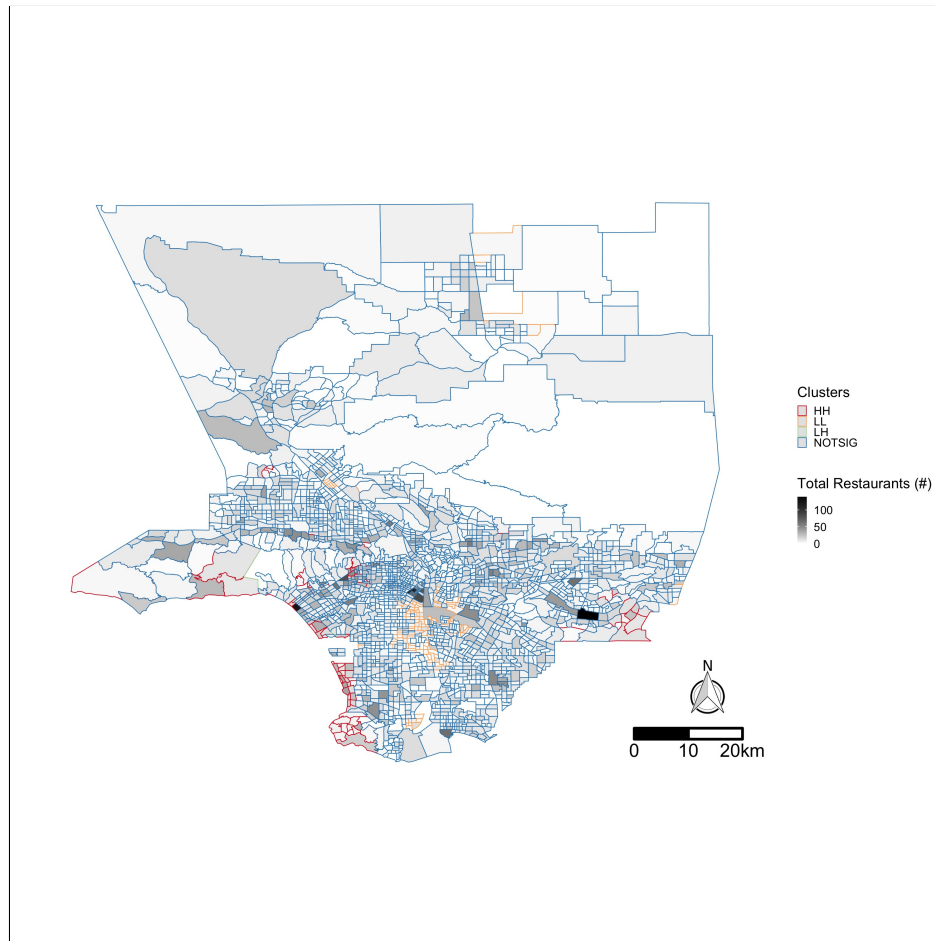 Clusters
HH
LL
LH
NOTSIG
Total Restaurants (#)
100
50
0
N
0 10 20km